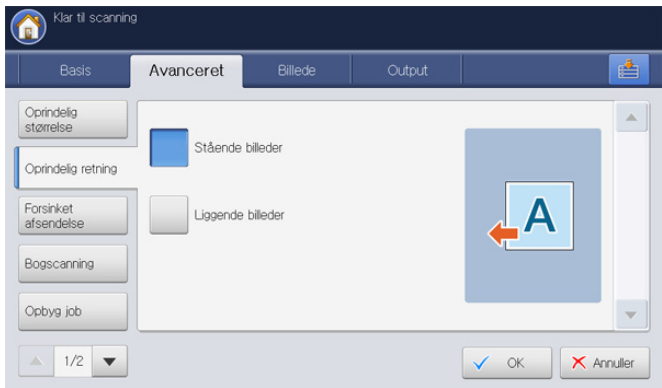 Klar til scanning
Basis
Avanceret
Billede
Output
Oprindelig
størrelse
Oprindelig retning
Forsinket
afsendelse
Bogscanning
Opbyg job
1/2
Stående billeder
Liggende billeder
A
OK
Annuller